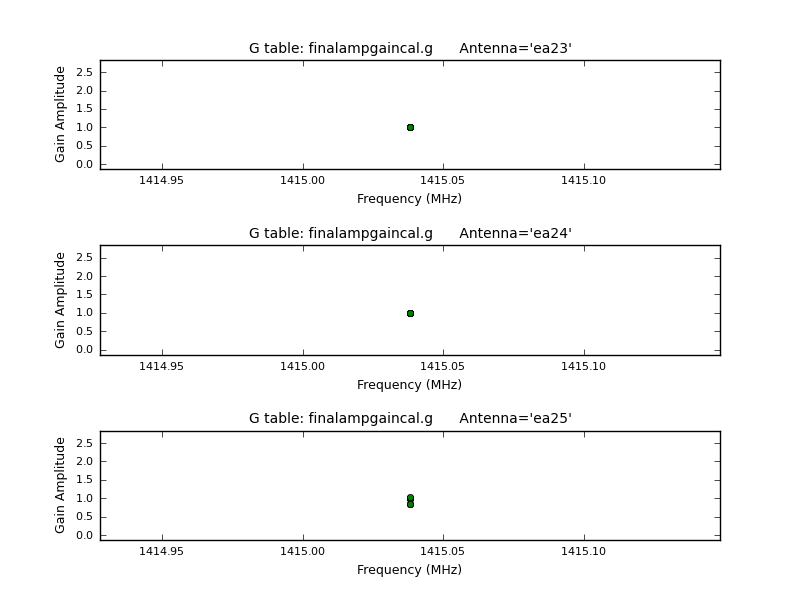 G table: finalampgaincal.g Antenna='ea23'
Gain Amplitude
2.5
2.0
1.5
1.0
0.5
0.0
1414.95 1415.00 1415.05 1415.10
Frequency (MHz)
G table: finalampgaincal.g Antenna='ea24'
Gain Amplitude
2.5
2.0
1.5
1.0
0.5
0.0
1414.95 1415.00 1415.05 1415.10
Frequency (MHz)
G table: finalampgaincal.g Antenna='ea25'
Gain Amplitude
2.5
2.0
1.5
1.0
0.5
0.0
1414.95 1415.00 1415.05 1415.10
Frequency (MHz)